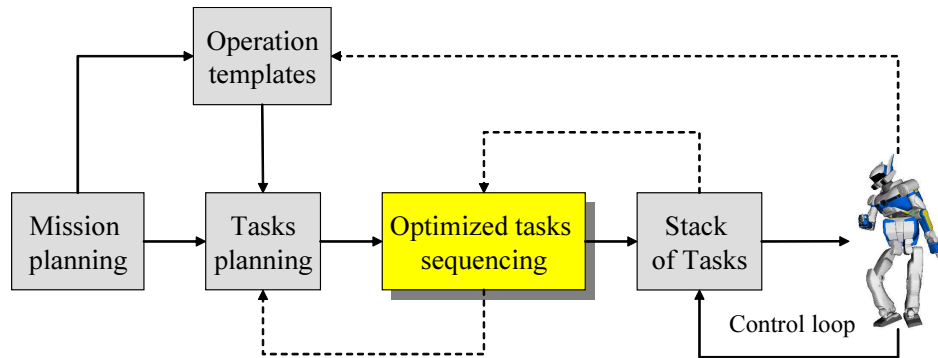 Operation
templates
Mission
planning
Tasks
planning
Optimized tasks
sequencing
Stack
of Tasks
Control loop